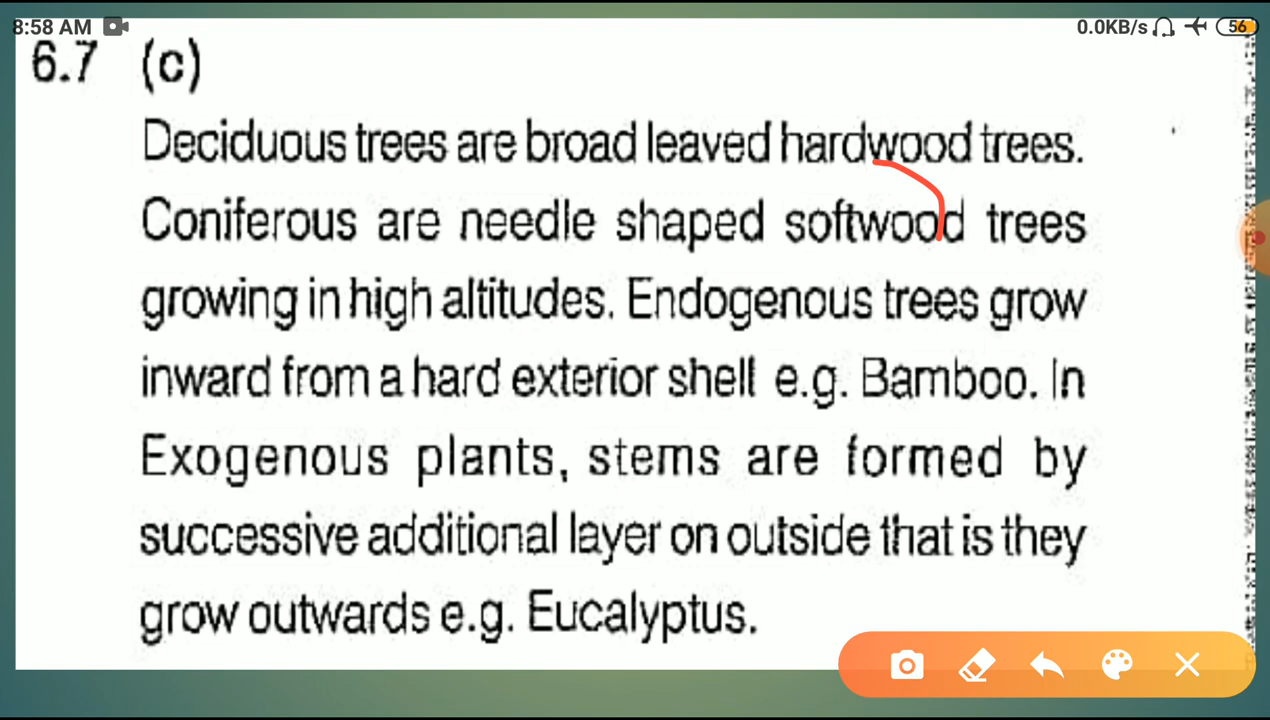 8:58 AM 0.0KB/s 56
6.7 (c)
Deciduous trees are broad leaved hardwood trees.
Coniferous are needle shaped softwood trees
growing in high altitudes. Endogenous trees grow
inward from a hard exterior shell e.g. Bamboo. In
Exogenous plants, stems are formed by
successive additional layer on outside that is they
grow outwards e.g. Eucalyptus.